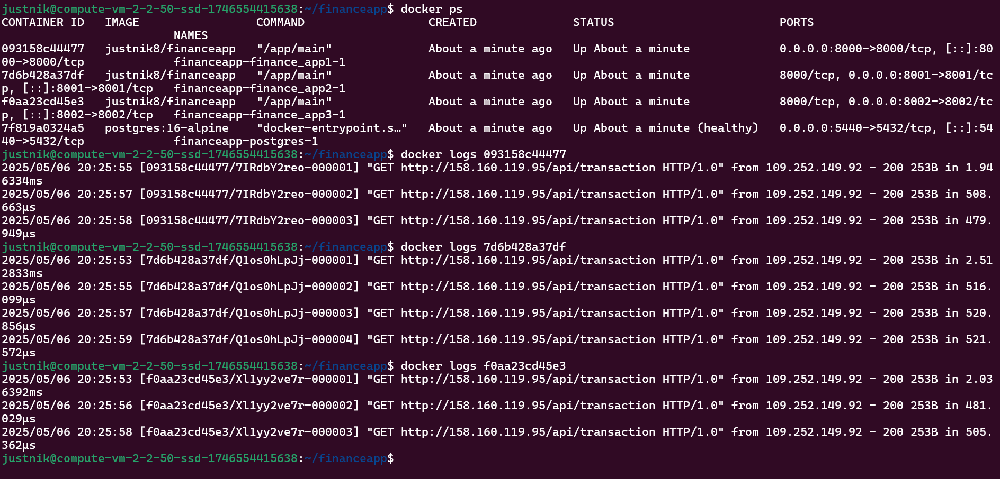 justnik@compute-vm-2-2-50-ssd-1746554415638:~/financeapp$ docker ps
CONTAINER ID   IMAGE                 COMMAND                  CREATED              STATUS                        PORTS
                         NAMES
093158c44477   justnik8/financeapp   "/app/main"              About a minute ago   Up About a minute             0.0.0.0:8000->8000/tcp, [::]:80
00->8000/tcp             financeapp-finance_app1-1
7d6b428a37df   justnik8/financeapp   "/app/main"              About a minute ago   Up About a minute             8000/tcp, 0.0.0.0:8001->8001/tc
p, [::]:8001->8001/tcp   financeapp-finance_app2-1
f0aa23cd45e3   justnik8/financeapp   "/app/main"              About a minute ago   Up About a minute             8000/tcp, 0.0.0.0:8002->8002/tc
p, [::]:8002->8002/tcp   financeapp-finance_app3-1
7f819a0324a5   postgres:16-alpine    "docker-entrypoint.s…"   About a minute ago   Up About a minute (healthy)   0.0.0.0:5440->5432/tcp, [::]:54
40->5432/tcp             financeapp-postgres-1
justnik@compute-vm-2-2-50-ssd-1746554415638:~/financeapp$ docker logs 093158c44477
2025/05/06 20:25:55 [093158c44477/7IRdbY2reo-000001] "GET http://158.160.119.95/api/transaction HTTP/1.0" from 109.252.149.92 - 200 253B in 1.94
6334ms
2025/05/06 20:25:57 [093158c44477/7IRdbY2reo-000002] "GET http://158.160.119.95/api/transaction HTTP/1.0" from 109.252.149.92 - 200 253B in 508.
663µs
2025/05/06 20:25:58 [093158c44477/7IRdbY2reo-000003] "GET http://158.160.119.95/api/transaction HTTP/1.0" from 109.252.149.92 - 200 253B in 479.
949µs
justnik@compute-vm-2-2-50-ssd-1746554415638:~/financeapp$ docker logs 7d6b428a37df
2025/05/06 20:25:53 [7d6b428a37df/Q1os0hLpJj-000001] "GET http://158.160.119.95/api/transaction HTTP/1.0" from 109.252.149.92 - 200 253B in 2.51
2833ms
2025/05/06 20:25:55 [7d6b428a37df/Q1os0hLpJj-000002] "GET http://158.160.119.95/api/transaction HTTP/1.0" from 109.252.149.92 - 200 253B in 516.
099µs
2025/05/06 20:25:57 [7d6b428a37df/Q1os0hLpJj-000003] "GET http://158.160.119.95/api/transaction HTTP/1.0" from 109.252.149.92 - 200 253B in 520.
856µs
2025/05/06 20:25:59 [7d6b428a37df/Q1os0hLpJj-000004] "GET http://158.160.119.95/api/transaction HTTP/1.0" from 109.252.149.92 - 200 253B in 521.
572µs
justnik@compute-vm-2-2-50-ssd-1746554415638:~/financeapp$ docker logs f0aa23cd45e3
2025/05/06 20:25:53 [f0aa23cd45e3/Xl1yy2ve7r-000001] "GET http://158.160.119.95/api/transaction HTTP/1.0" from 109.252.149.92 - 200 253B in 2.03
6392ms
2025/05/06 20:25:56 [f0aa23cd45e3/Xl1yy2ve7r-000002] "GET http://158.160.119.95/api/transaction HTTP/1.0" from 109.252.149.92 - 200 253B in 481.
029µs
2025/05/06 20:25:58 [f0aa23cd45e3/Xl1yy2ve7r-000003] "GET http://158.160.119.95/api/transaction HTTP/1.0" from 109.252.149.92 - 200 253B in 505.
362µs
justnik@compute-vm-2-2-50-ssd-1746554415638:~/financeapp$